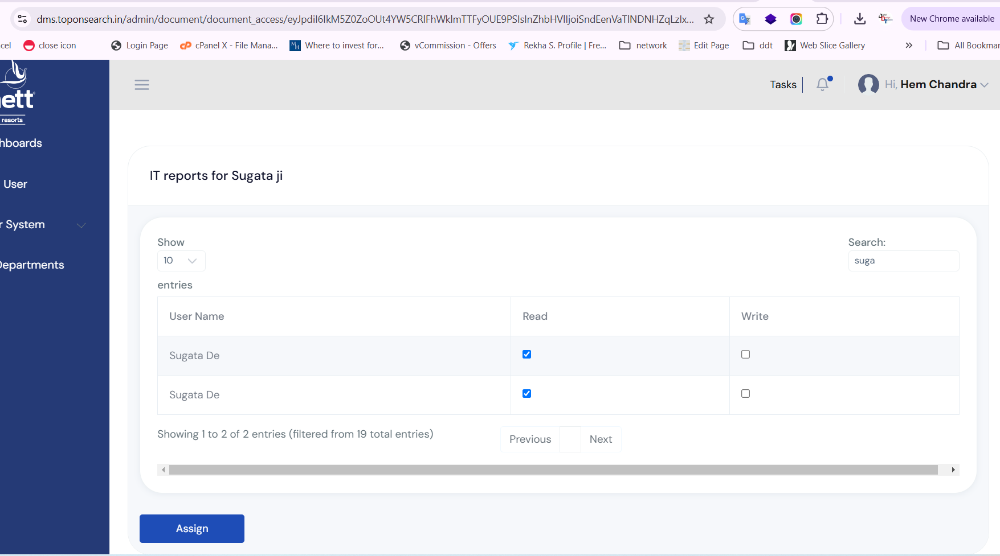 dms.toponsearch.in/admin/document/document_access/eyJpdiI6IkM5Z0ZoOUt4YW5CRlFhWklmTTFyOUE9PSIsInZhbHVlIjoiSndEenVaTlNDNHZqLzIx...
New Chrome available
cel
close icon
Login Page
cPanel X - File Mana...
MH
Where to invest for...
vCommission - Offers
Rekha S. Profile | Fre...
network
Edit Page
ddt
Web Slice Gallery
»
All Bookmar
ett
resorts
Tasks
Hi, Hem Chandra
hboards
User
r System
Departments
IT reports for Sugata ji
Show
10
entries
Search:
suga
User Name
Read
Write
Sugata De
Sugata De
Showing 1 to 2 of 2 entries (filtered from 19 total entries)
Previous
Next
Assign